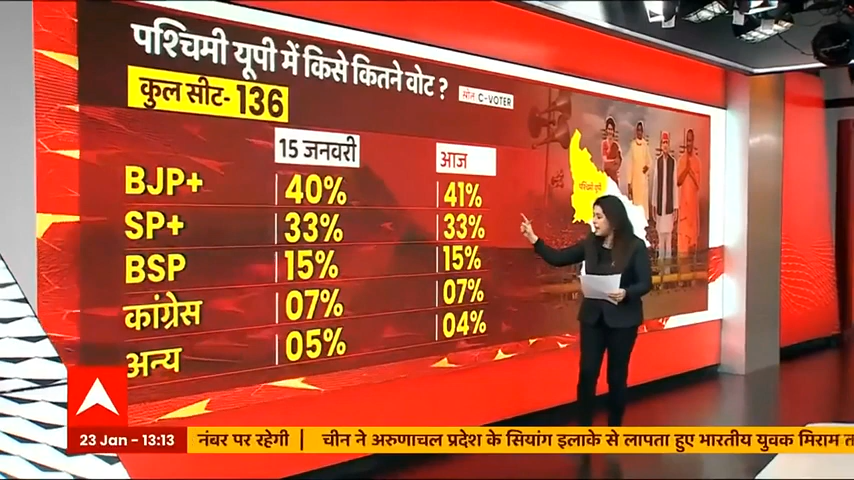 पश्चिमी यूपी में किसे कितने वोट ?
कुल सीट- 136
सोर्स C-VOTER
15 जनवरी आज
BJP+ 40% 41%
SP+ 33% 33%
BSP 15% 15%
कांग्रेस 07% 07%
अन्य 05% 04%
पश्चिमी यूपी
23 Jan - 13:13 नंबर पर रहेगी | चीन ने अरुणाचल प्रदेश के सियांग इलाके से लापता हुए भारतीय युवक मिराम त